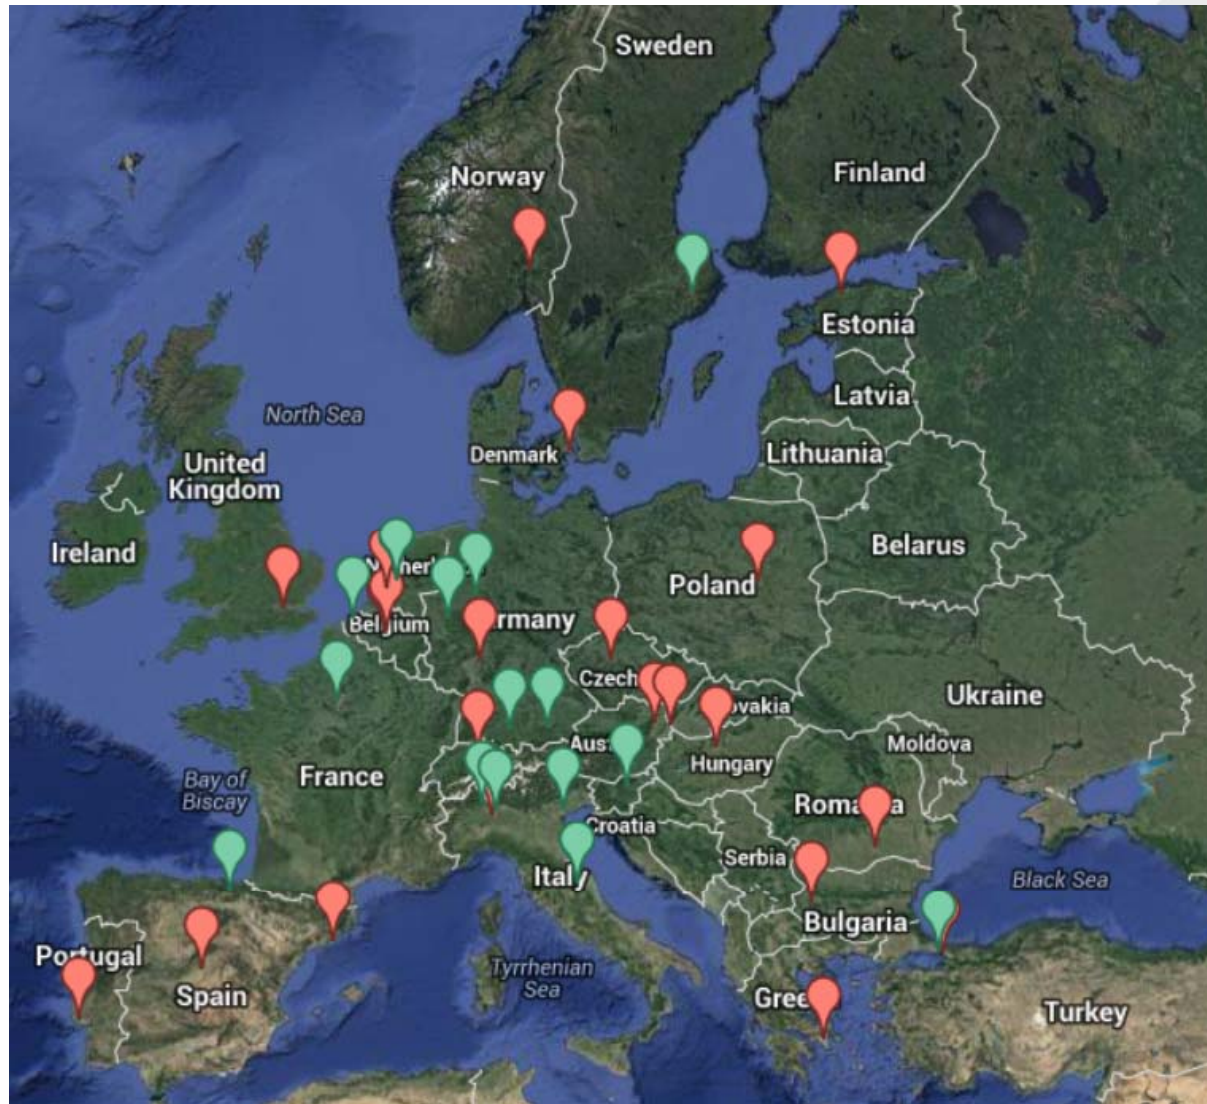 Sweden
Norway
Finland
Estonia
Latvia
North Sea
United
Kingdom
Denmark
Lithuania
Ireland
Belarus
Poland
Belgium
Ukraine
Moldova
Hungary
France
Bay of
Biscay
Croatia
Serbia
Italy
Black Sea
Bulgaria
Portugal
Spain
Tyrrhenian
Sea
Turkey
Czech